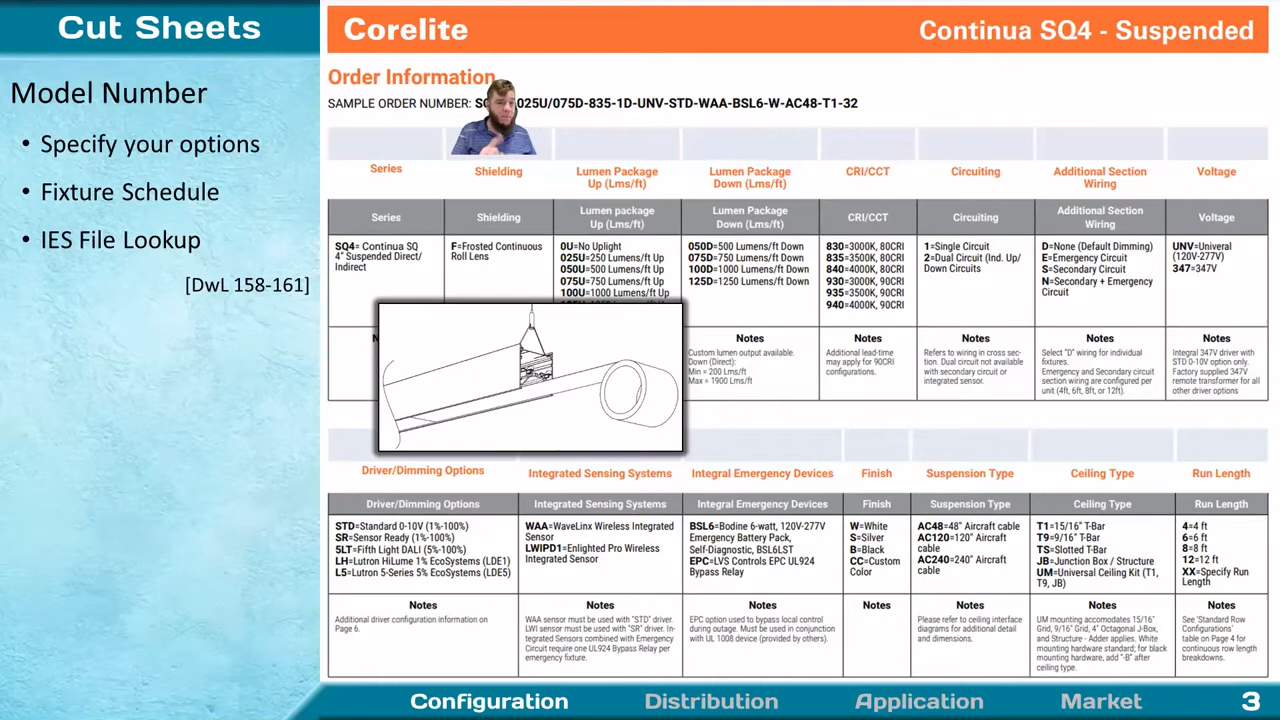 Cut Sheets
Model Number
• Specify your options
• Fixture Schedule
• IES File Lookup
[DwL 158-161]
Corelite
Continua SQ4 - Suspended
Order Information
SAMPLE ORDER NUMBER: 025U/075D-835-1D-UNV-STD-WAA-BSL6-W-AC48-T1-32
Series
Shielding
Lumen Package
Up (Lms/ft)
Lumen Package
Down (Lms/ft)
CRI/CCT
Circuiting
Additional Section
Wiring
Voltage
Series
Shielding
Lumen package
Up (Lms/ft)
Lumen Package
Down (Lms/ft)
CRI/CCT
Circuiting
Additional Section
Wiring
Voltage
SQ4= Continua SQ
4" Suspended Direct/
Indirect
F=Frosted Continuous
Roll Lens
0U=No Uplight
025U=250 Lumens/ft Up
050U=500 Lumens/ft Up
075U=750 Lumens/ft Up
100U=1000 Lumens/ft Up
050D=500 Lumens/ft Down
075D=750 Lumens/ft Down
100D=1000 Lumens/ft Down
125D=1250 Lumens/ft Down
830=3000K, 80CRI
835=3500K, 80CRI
840=4000K, 80CRI
930=3000K, 90CRI
935=3500K, 90CRI
940=4000K, 90CRI
1=Single Circuit
2=Dual Circuit (Ind. Up/
Down Circuits)
D=None (Default Dimming)
E=Emergency Circuit
S=Secondary Circuit
N=Secondary + Emergency
Circuit
UNV=Univeral
(120V-277V)
347=347V
Notes
Custom lumen output available.
Down (Direct):
Min = 200 Lms/ft
Max = 1900 Lms/ft
Notes
Additional lead-time
may apply for 90CRI
configurations.
Notes
Refers to wiring in cross sec-
tion. Dual circuit not available
with secondary circuit or
integrated sensor.
Notes
Select "D" wiring for individual
fixtures.
Emergency and Secondary circuit
section wiring are configured per
unit (4ft, 6ft, 8ft, or 12ft).
Notes
Integral 347V driver with
STD 0-10V option only.
Factory supplied 347V
remote transformer for all
other driver options
Driver/Dimming Options
Integrated Sensing Systems
Integral Emergency Devices
Finish
Suspension Type
Ceiling Type
Run Length
Driver/Dimming Options
Integrated Sensing Systems
Integral Emergency Devices
Finish
Suspension Type
Ceiling Type
Run Length
STD=Standard 0-10V (1%-100%)
SR=Sensor Ready (1%-100%)
5LT=Fifth Light DALI (5%-100%)
LH=Lutron HiLume 1% EcoSystems (LDE1)
L5=Lutron 5-Series 5% EcoSystems (LDE5)
WAA=WaveLinx Wireless Integrated
Sensor
LWIPD1=Enlighted Pro Wireless
Integrated Sensor
BSL6=Bodine 6-watt, 120V-277V
Emergency Battery Pack,
Self-Diagnostic, BSL6LST
EPC=LVS Controls EPC UL924
Bypass Relay
W=White
S=Silver
B=Black
CC=Custom
Color
AC48=48" Aircraft cable
AC120=120" Aircraft
cable
AC240=240" Aircraft
cable
T1=15/16" T-Bar
T9=9/16" T-Bar
TS=Slotted T-Bar
JB=Junction Box / Structure
UM=Universal Ceiling Kit (T1,
T9, JB)
4=4 ft
6=6 ft
8=8 ft
12=12 ft
XX=Specify Run
Length
Notes
Additional driver configuration information on
Page 6.
Notes
WAA sensor must be used with "STD" driver.
LWI sensor must be used with "SR" driver. In-
tegrated Sensors combined with Emergency
Circuit require one UL924 Bypass Relay per
emergency fixture.
Notes
EPC option used to bypass local control
during outage. Must be used in conjunction
with UL 1008 device (provided by others).
Notes
Notes
Please refer to ceiling interface
diagrams for additional detail
and dimensions.
Notes
UM mounting accomodates 15/16"
Grid, 9/16" Grid, 4" Octagonal J-Box,
and Structure - Adder applies. White
mounting hardware standard; for black
mounting hardware, add "-B" after
ceiling type.
Notes
See 'Standard Row
Configurations'
table on Page 4 for
continuous row length
breakdowns.
Configuration
Distribution
Application
Market
3